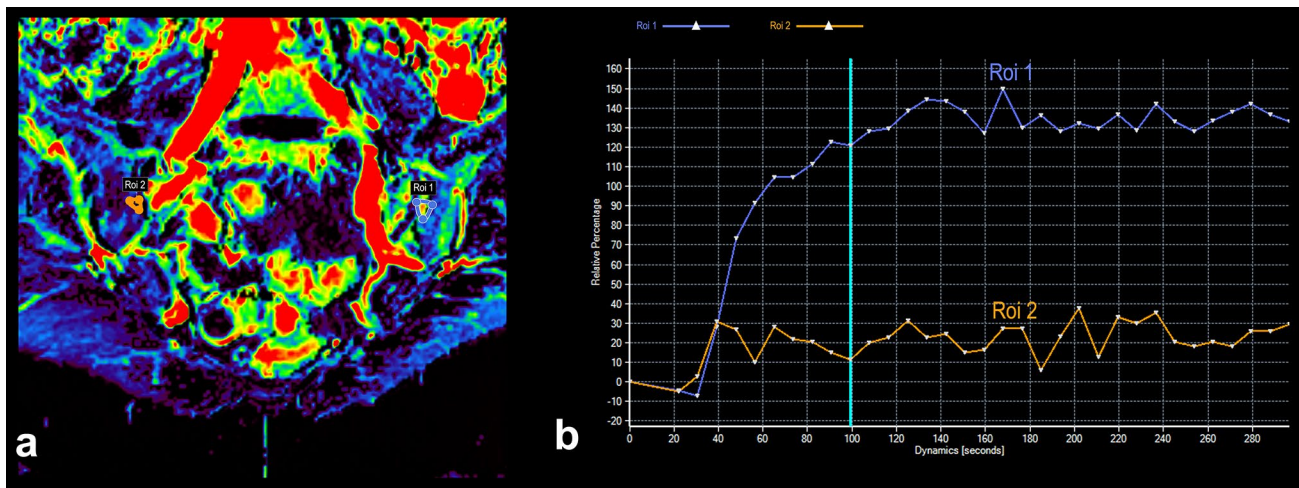 Roi 1
Roi 2
Roi 2
Roi 1
a
b
Roi 1
Roi 2
Relative Percentage
160
150
140
130
120
110
100
90
80
70
60
50
40
30
20
10
0
-10
-20
0 20 40 60 80 100 120 140 160 180 200 220 240 260 280
Dynamics [seconds]